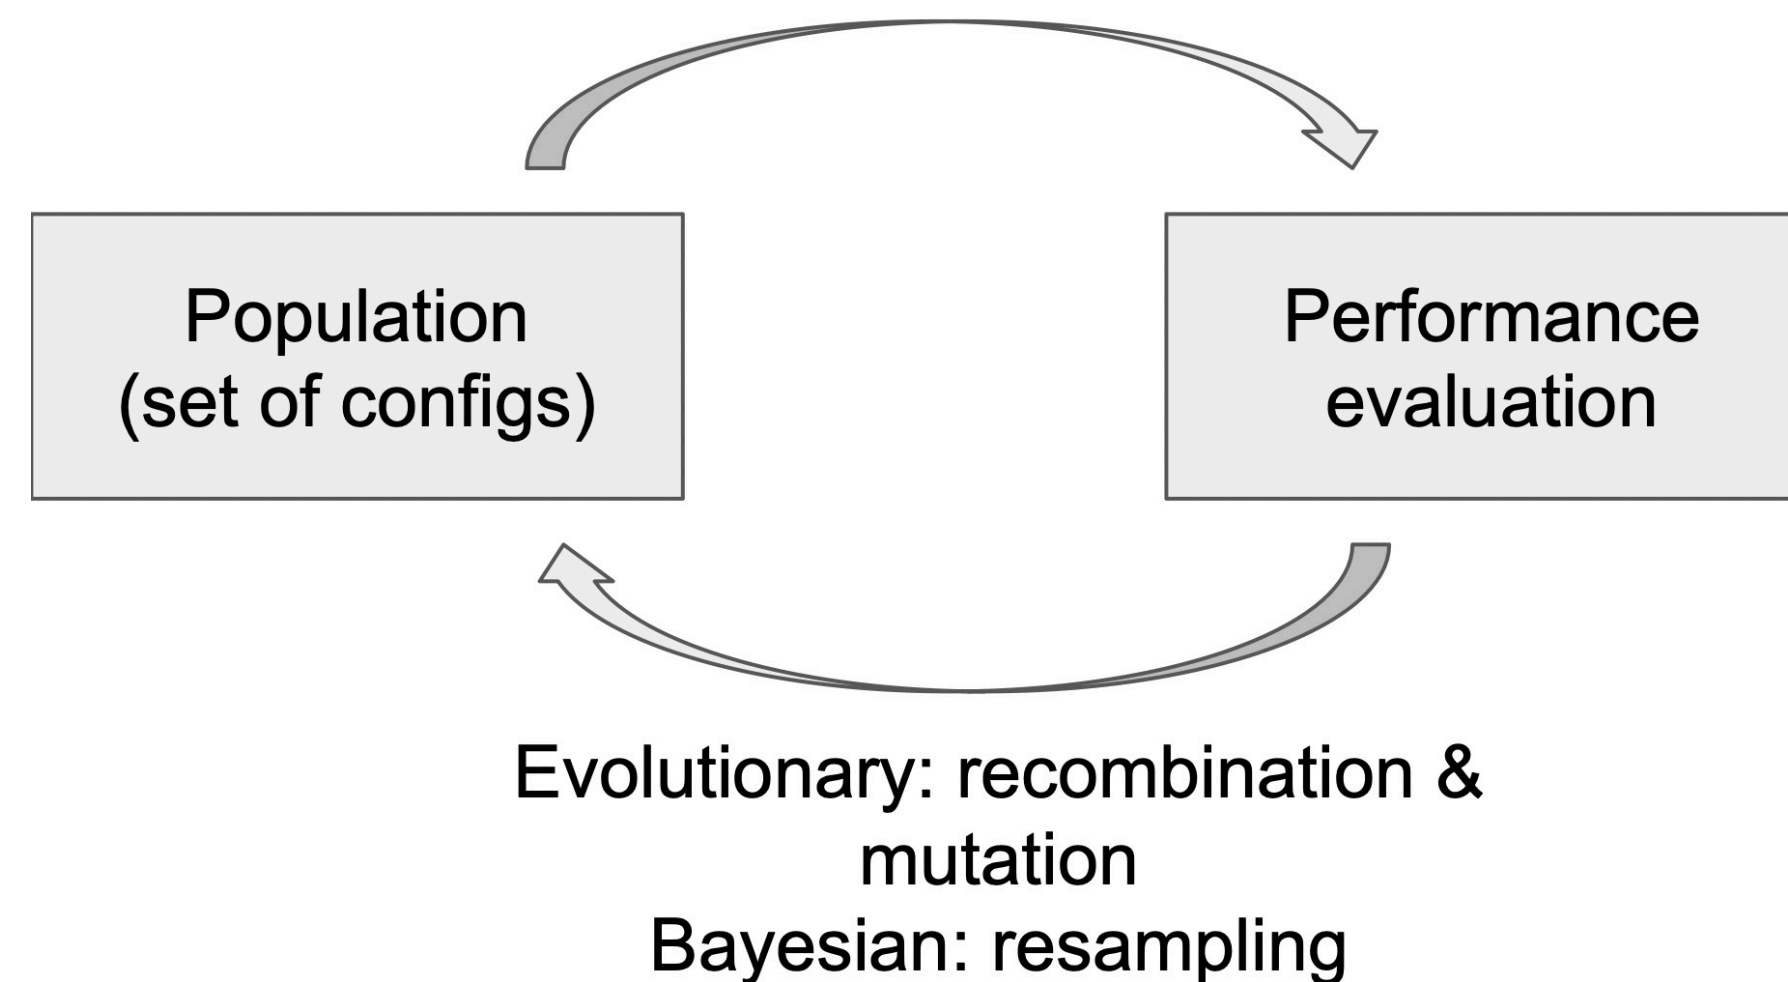 Population
(set of configs)
Performance
evaluation
Evolutionary: recombination &
mutation
Bayesian: resampling